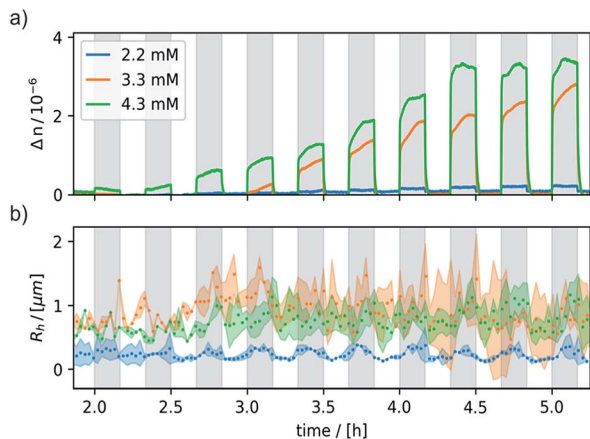 a)
4
2
0
Δ n / 10⁻⁶
2.2 mM
3.3 mM
4.3 mM
b)
2
1
0
R_h / [μm]
2.0 2.5 3.0 3.5 4.0 4.5 5.0
time / [h]